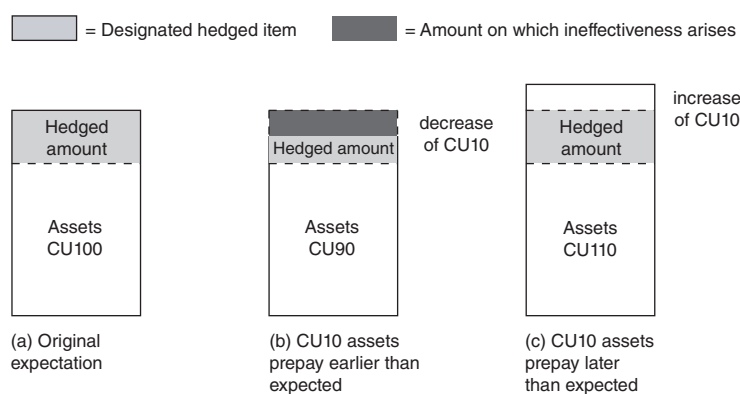 = Designated hedged item
= Amount on which ineffectiveness arises
Hedged
amount
Assets
CU100
(a) Original
expectation
Hedged amount
decrease
of CU10
Assets
CU90
(b) CU10 assets
prepay earlier than
expected
increase
of CU10
Hedged
amount
Assets
CU110
(c) CU10 assets
prepay later
than expected